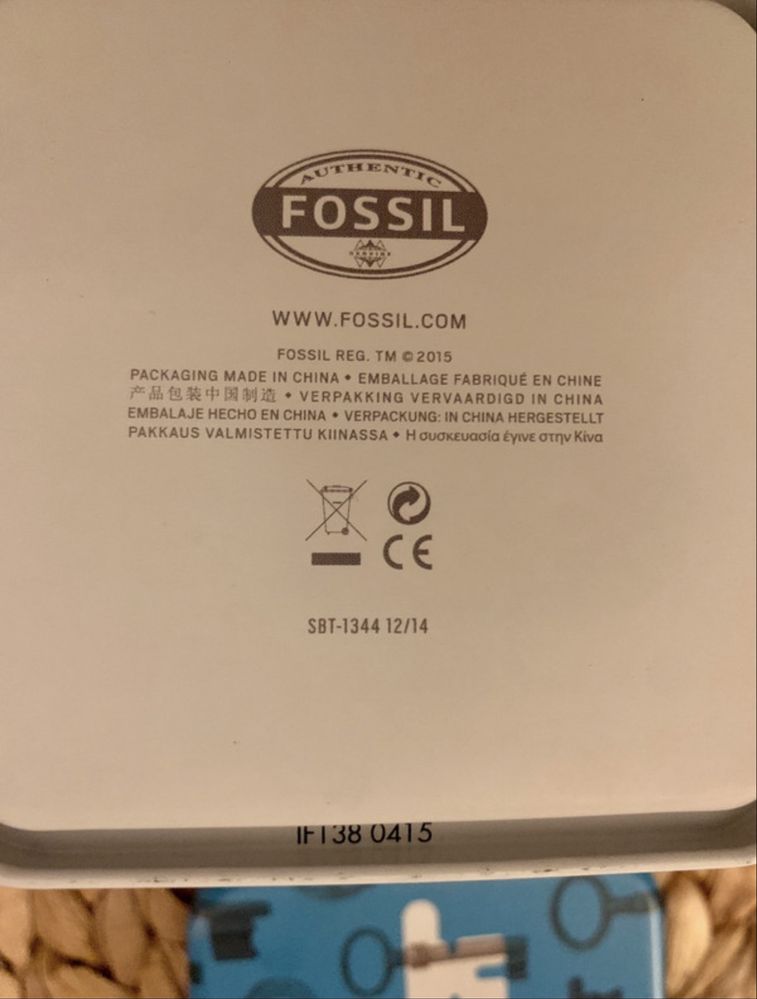 AUTHENTIC
FOSSIL
WWW.FOSSIL.COM
FOSSIL REG. TM © 2015
PACKAGING MADE IN CHINA • EMBALLAGE FABRIQUÉ EN CHINE
产品包装中国制造 • VERPAKKING VERVAARDIGD IN CHINA
EMBALAJE HECHO EN CHINA • VERPACKUNG: IN CHINA HERGESTELLT
PAKKAUS VALMISTETTU KIINASSA • Η συσκευασία έγινε στην Κίνα
CE
SBT-1344 12/14
IFT38 0415